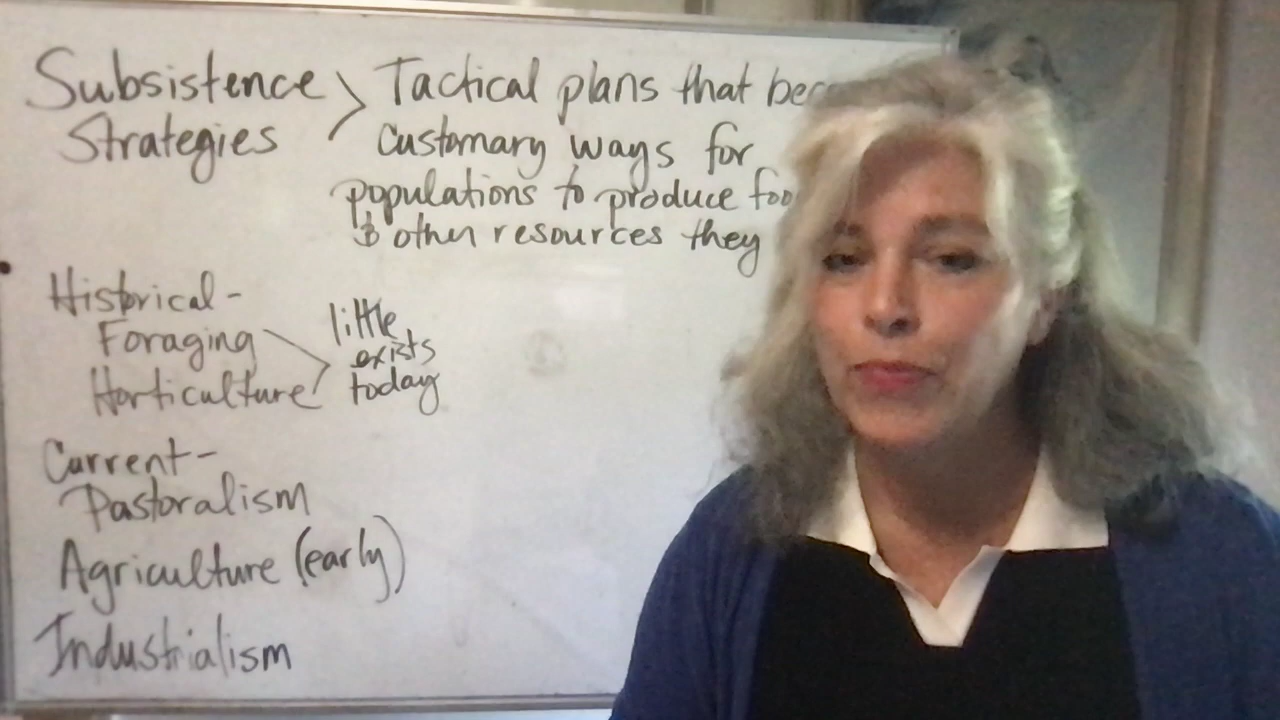 Subsistence > Tactical plans that bec
Strategies customary ways for
populations to produce foo
& other resources they
Historical -
Foraging little
exists
Horticulture today
Current -
Pastoralism
Agriculture (early)
Industrialism